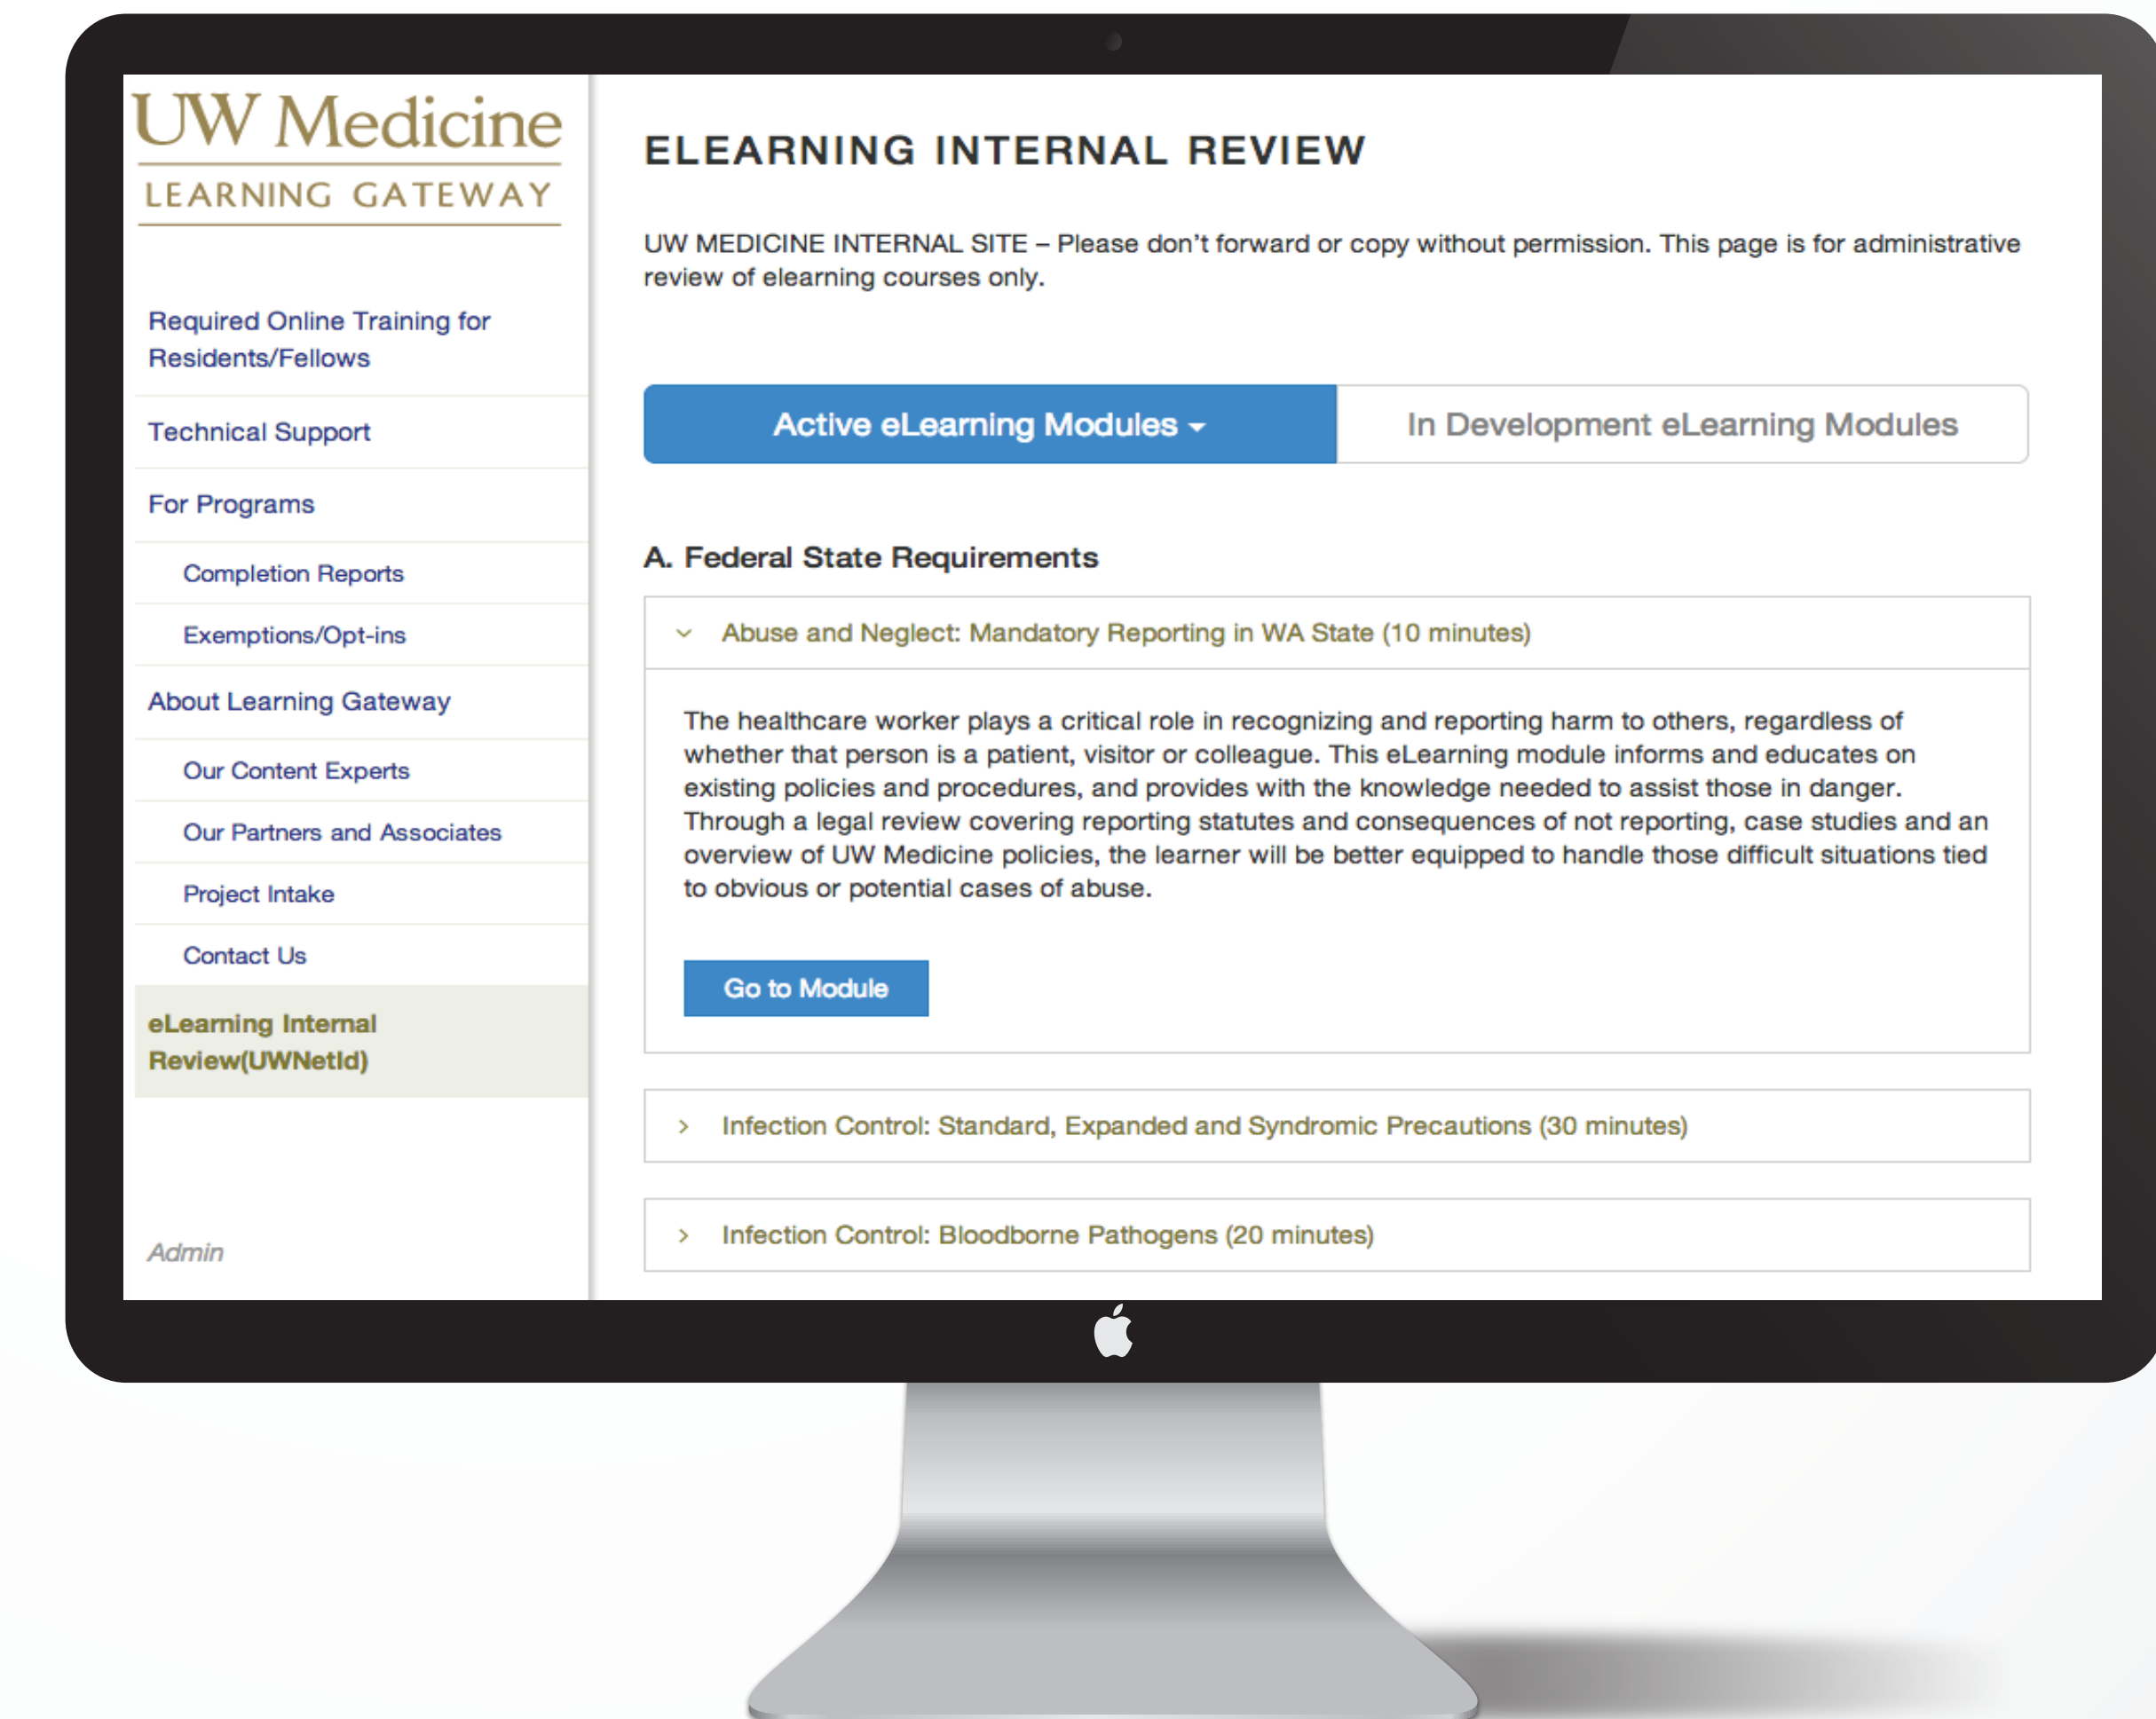 UW Medicine
LEARNING GATEWAY
Required Online Training for
Residents/Fellows
Technical Support
For Programs
Completion Reports
Exemptions/Opt-ins
About Learning Gateway
Our Content Experts
Our Partners and Associates
Project Intake
Contact Us
eLearning Internal
Review(UWNetId)
Admin
ELEARNING INTERNAL REVIEW
UW MEDICINE INTERNAL SITE – Please don't forward or copy without permission. This page is for administrative
review of elearning courses only.
Active eLearning Modules
In Development eLearning Modules
A. Federal State Requirements
Abuse and Neglect: Mandatory Reporting in WA State (10 minutes)
The healthcare worker plays a critical role in recognizing and reporting harm to others, regardless of
whether that person is a patient, visitor or colleague. This eLearning module informs and educates on
existing policies and procedures, and provides with the knowledge needed to assist those in danger.
Through a legal review covering reporting statutes and consequences of not reporting, case studies and an
overview of UW Medicine policies, the learner will be better equipped to handle those difficult situations tied
to obvious or potential cases of abuse.
Go to Module
Infection Control: Standard, Expanded and Syndromic Precautions (30 minutes)
Infection Control: Bloodborne Pathogens (20 minutes)